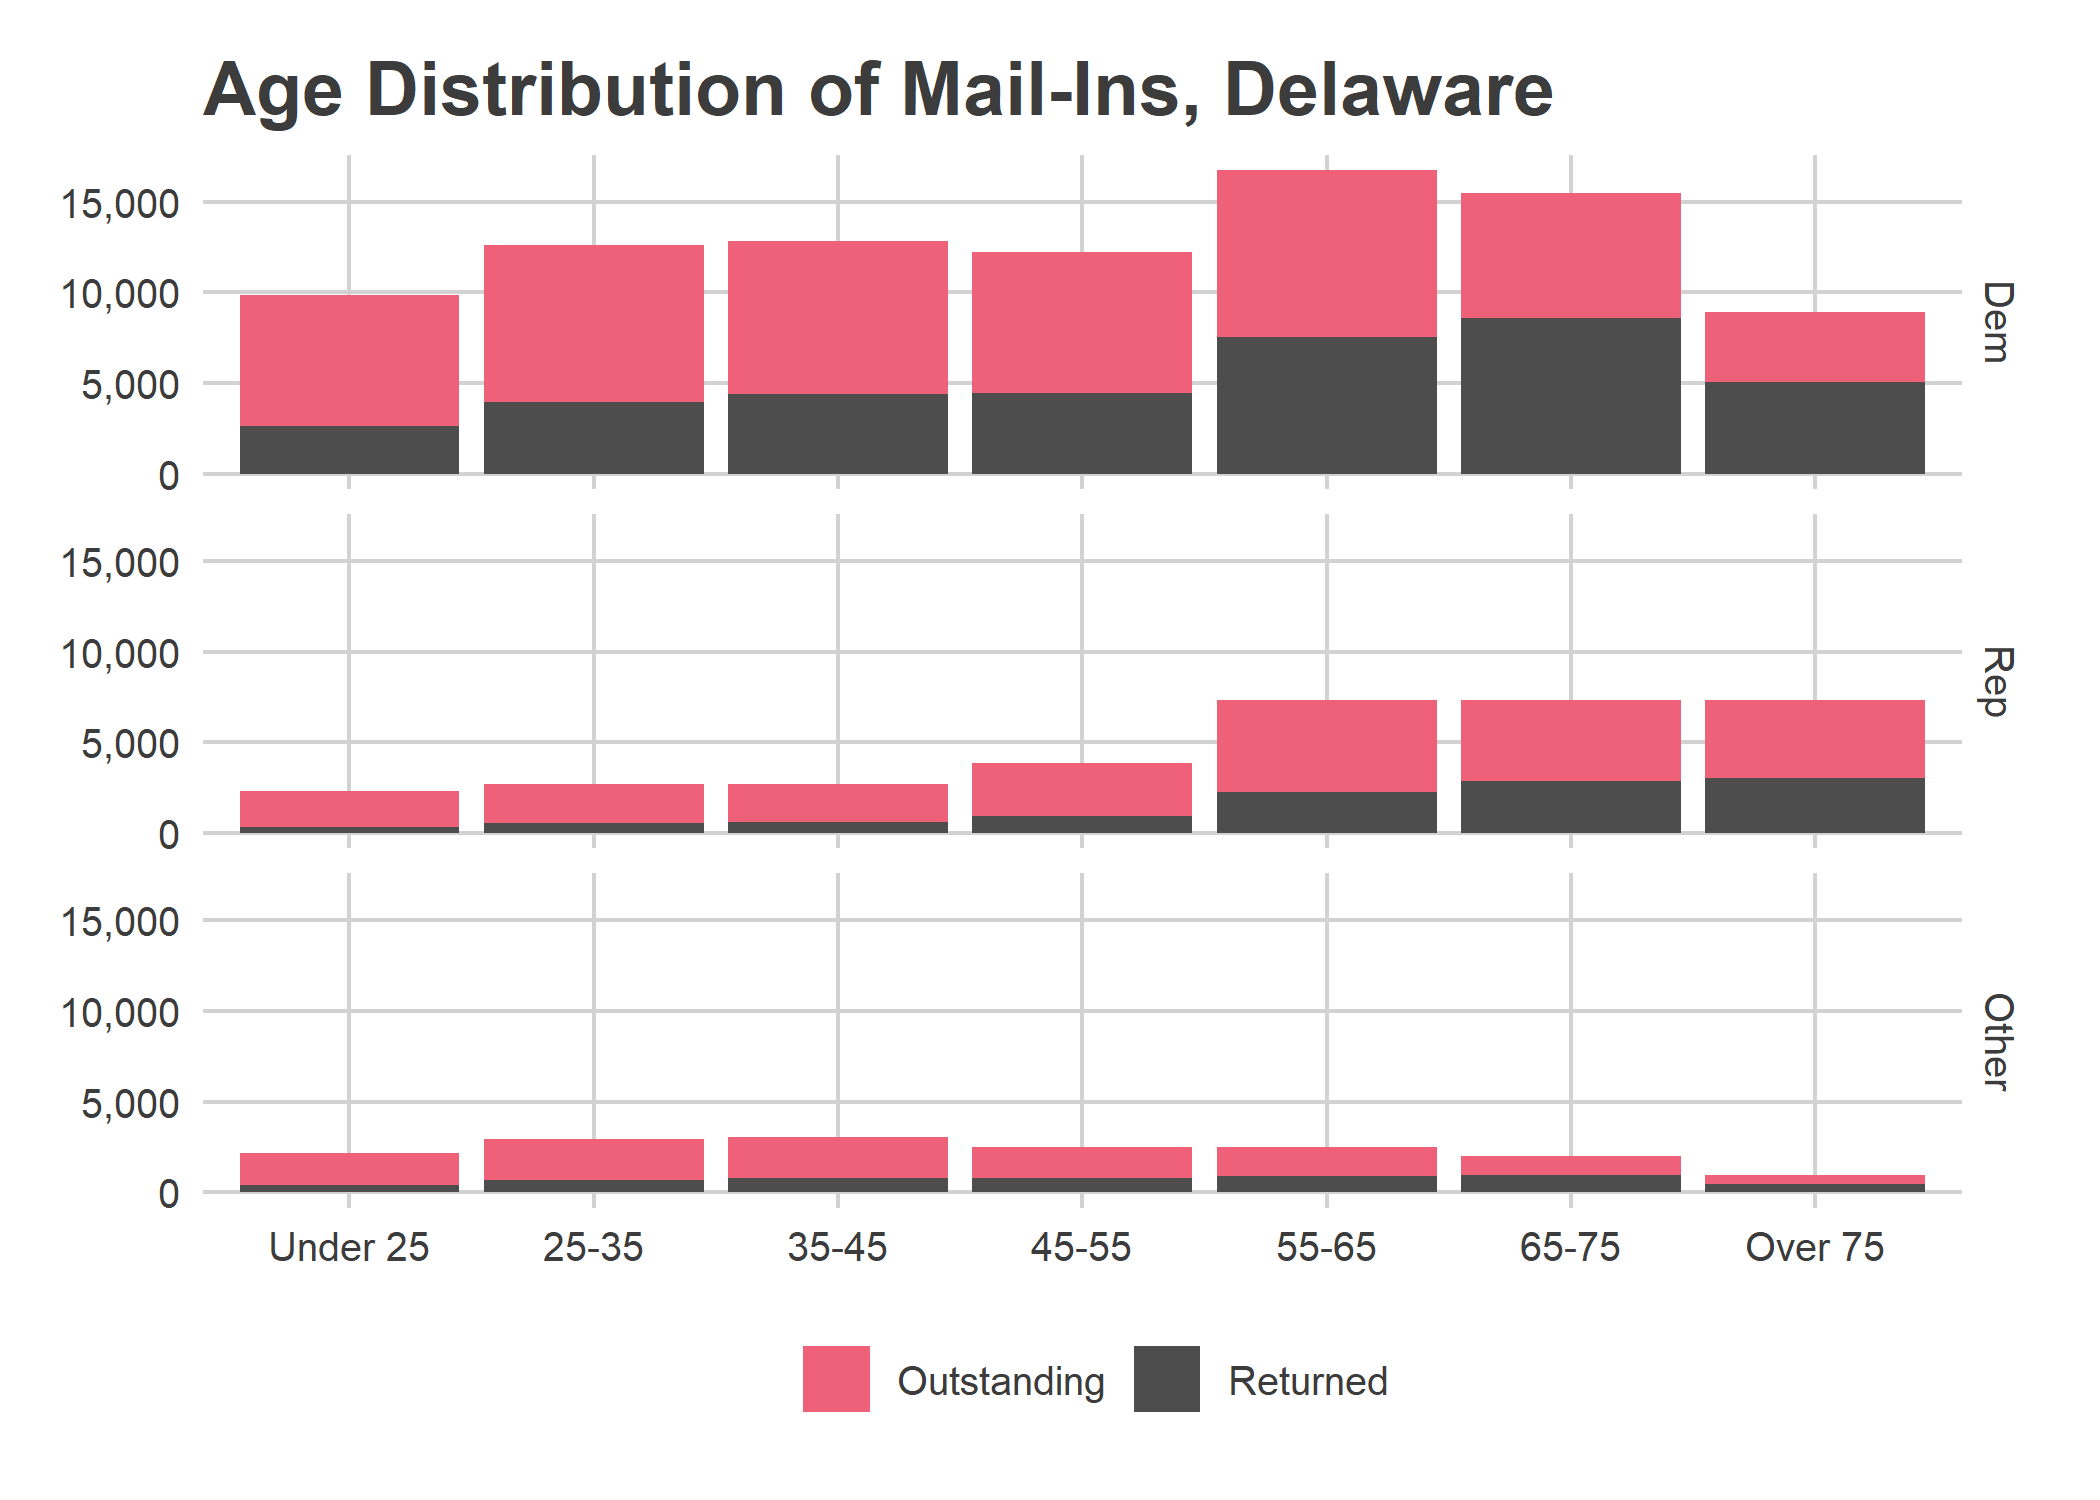 Age Distribution of Mail-Ins, Delaware
15,000
10,000
5,000
0
Dem
15,000
10,000
5,000
0
Rep
15,000
10,000
5,000
0
Other
Under 25 25-35 35-45 45-55 55-65 65-75 Over 75
Outstanding Returned